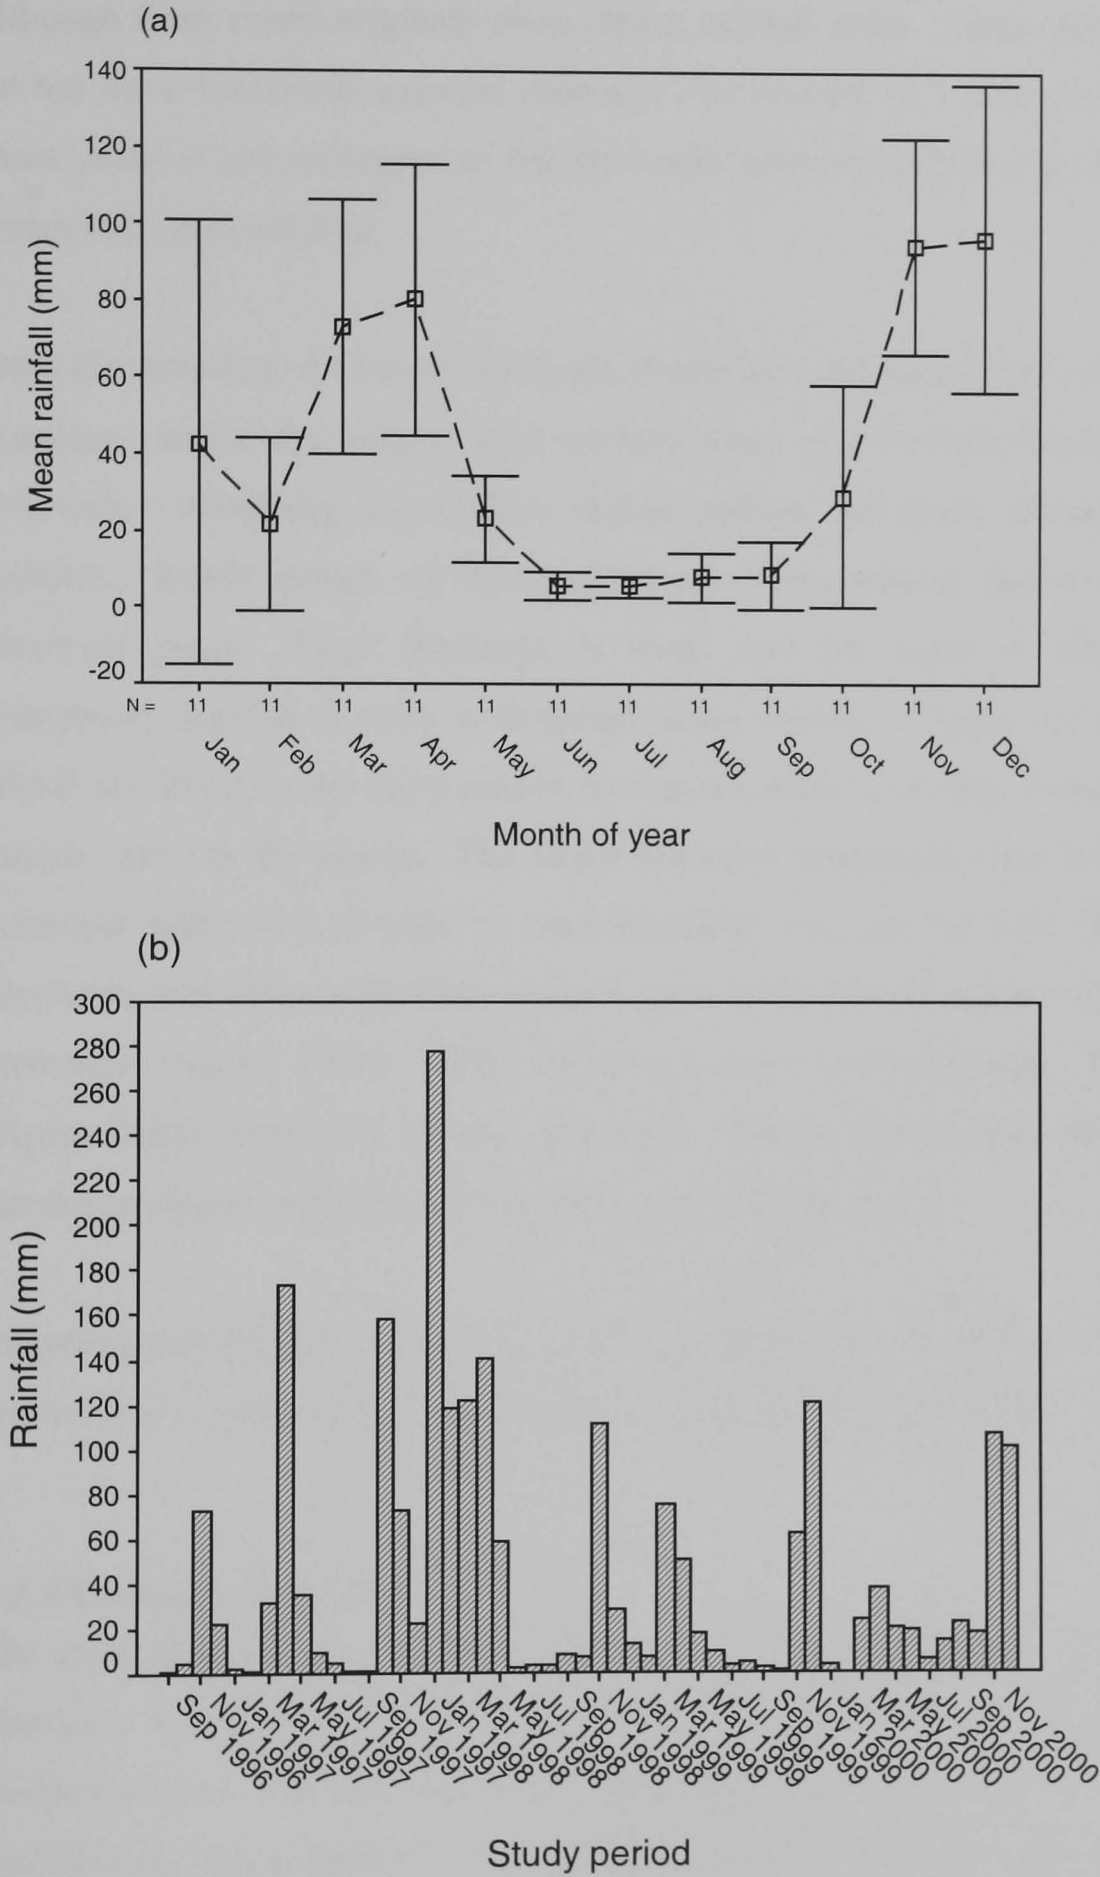 (a)
140
120
100
80
60
40
20
0
-20
Mean rainfall (mm)
N = 11 11 11 11 11 11 11 11 11 11 11 11
Jan Feb Mar Apr May Jun Jul Aug Sep Oct Nov Dec
Month of year
(b)
300
280
260
240
220
200
180
160
140
120
100
80
60
40
20
0
Rainfall (mm)
Sep 1996
Nov 1996
Jan 1997
Mar 1997
May 1997
Jul 1997
Sep 1997
Nov 1997
Jan 1998
Mar 1998
May 1998
Jul 1998
Sep 1998
Nov 1998
Jan 1999
Mar 1999
May 1999
Jul 1999
Sep 1999
Nov 1999
Jan 2000
Mar 2000
May 2000
Jul 2000
Sep 2000
Nov 2000
Study period